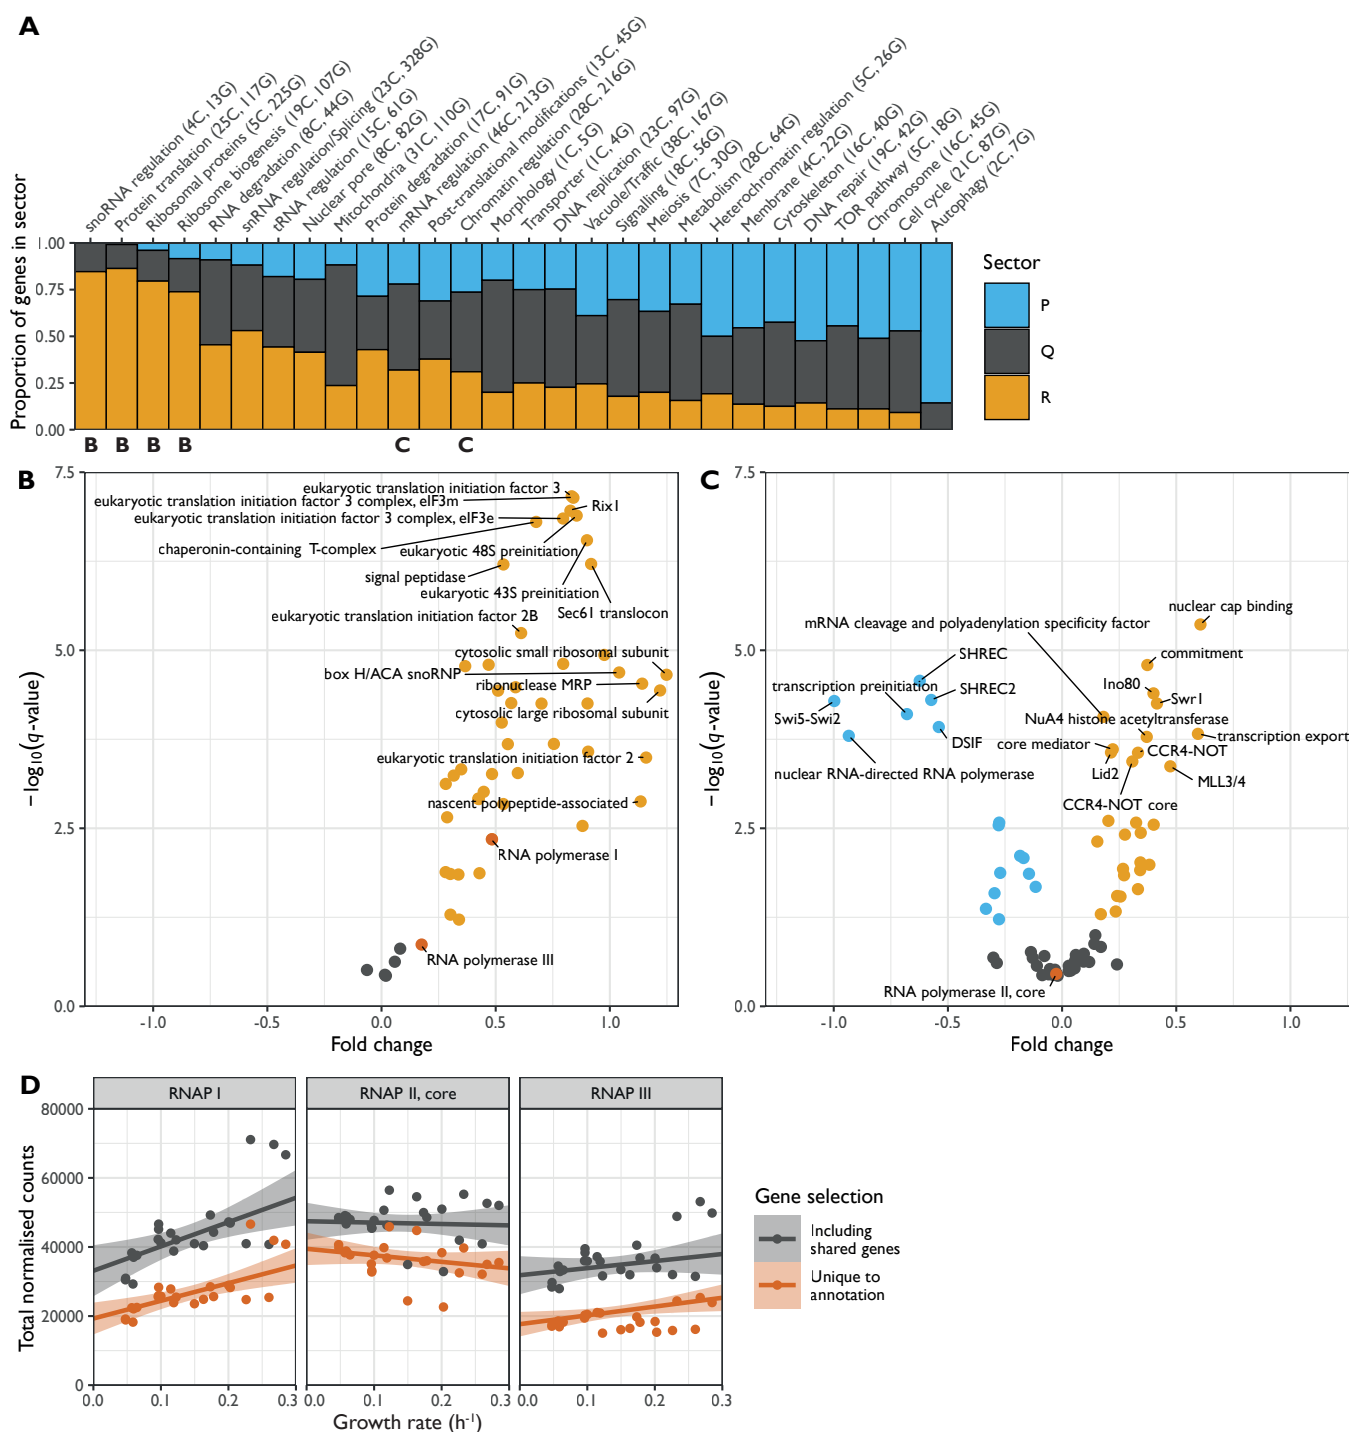 A
snoRNA regulation (4C, 13G)
Protein translation (25C, 117G)
Ribosomal proteins (5C, 225G)
Ribosome biogenesis (19C, 107G)
RNA degradation (8C, 44G)
snRNA regulation/Splicing (23C, 328G)
tRNA regulation (15C, 61G)
Nuclear pore (8C, 82G)
Mitochondria (31C, 110G)
Protein degradation (17C, 91G)
mRNA regulation (46C, 213G)
Post-translational modifications (13C, 45G)
Chromatin regulation (28C, 216G)
Morphology (1C, 5G)
Transporter (1C, 4G)
DNA replication (23C, 97G)
Vacuole/Traffic (38C, 167G)
Signalling (18C, 56G)
Meiosis (7C, 30G)
Metabolism (28C, 64G)
Heterochromatin regulation (5C, 26G)
Membrane (4C, 22G)
Cytoskeleton (16C, 40G)
DNA repair (19C, 42G)
TOR pathway (5C, 18G)
Chromosome (16C, 45G)
Cell cycle (21C, 87G)
Autophagy (2C, 7G)
Proportion of genes in sector
1.00
0.75
0.50
0.25
0.00
B B B B C C
Sector
P
Q
R
B
7.5
5.0
2.5
0.0
−log10(q-value)
eukaryotic translation initiation factor 3
eukaryotic translation initiation factor 3 complex, eIF3m
Rix1
eukaryotic translation initiation factor 3 complex, eIF3e
chaperonin-containing T-complex
eukaryotic 48S preinitiation
signal peptidase
eukaryotic 43S preinitiation
Sec61 translocon
eukaryotic translation initiation factor 2B
cytosolic small ribosomal subunit
box H/ACA snoRNP
ribonuclease MRP
cytosolic large ribosomal subunit
eukaryotic translation initiation factor 2
nascent polypeptide-associated
RNA polymerase I
RNA polymerase III
-1.0 -0.5 0.0 0.5 1.0
Fold change
C
7.5
5.0
2.5
0.0
−log10(q-value)
nuclear cap binding
mRNA cleavage and polyadenylation specificity factor
SHREC
commitment
transcription preinitiation
SHREC2
Ino80
Swr1
Swi5-Swi2
NuA4 histone acetyltransferase
transcription export
DSIF
core mediator
CCR4-NOT
nuclear RNA-directed RNA polymerase
Lid2
MLL3/4
CCR4-NOT core
RNA polymerase II, core
-1.0 -0.5 0.0 0.5 1.0
Fold change
D
RNAP I
RNAP II, core
RNAP III
Total normalised counts
80000
60000
40000
20000
0
0.0 0.1 0.2 0.3
0.0 0.1 0.2 0.3
0.0 0.1 0.2 0.3
Growth rate (h-1)
Gene selection
Including
shared genes
Unique to
annotation